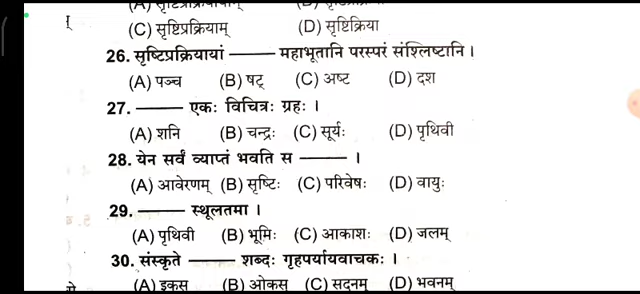 (C) सृष्टिप्रक्रियाम् (D) सृष्टिक्रिया
26. सृष्टिप्रक्रियायां ——— महाभूतानि परस्परं संश्लिष्टानि।
(A) पञ्च (B) षट् (C) अष्ट (D) दश
27. ——— एकः विचित्रः ग्रहः ।
(A) शनि (B) चन्द्रः (C) सूर्यः (D) पृथिवी
28. येन सर्वं व्याप्तं भवति स ——— ।
(A) आवेरणम् (B) सृष्टिः (C) परिवेषः (D) वायुः
29. ——— स्थूलतमा ।
(A) पृथिवी (B) भूमिः (C) आकाशः (D) जलम्
30. संस्कृते ——— शब्दः गृहपर्यायवाचकः ।
(A) इकस् (B) ओकस् (C) सदनम् (D) भवनम्